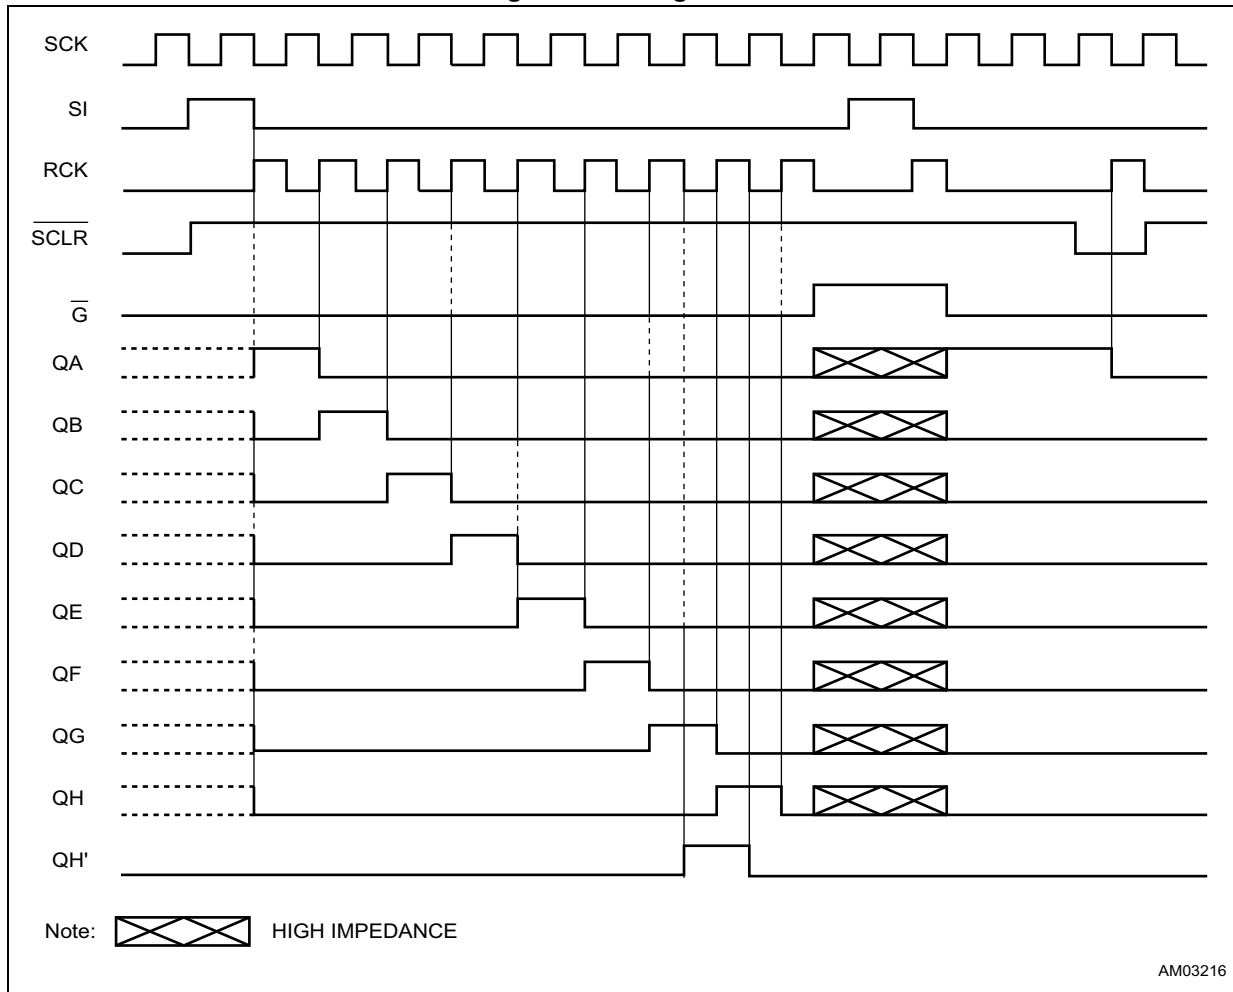 SCK
SI
RCK
SCLR
G
QA
QB
QC
QD
QE
QF
QG
QH
QH'
Note: HIGH IMPEDANCE
AM03216